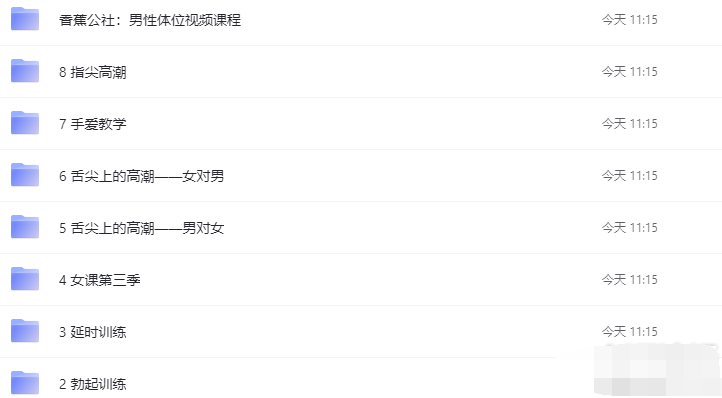 香蕉公社：男性体位视频课程 今天 11:15
8 指尖高潮 今天 11:15
7 手爱教学 今天 11:15
6 舌尖上的高潮——女对男 今天 11:15
5 舌尖上的高潮——男对女 今天 11:15
4 女课第三季 今天 11:15
3 延时训练 今天 11:15
2 勃起训练